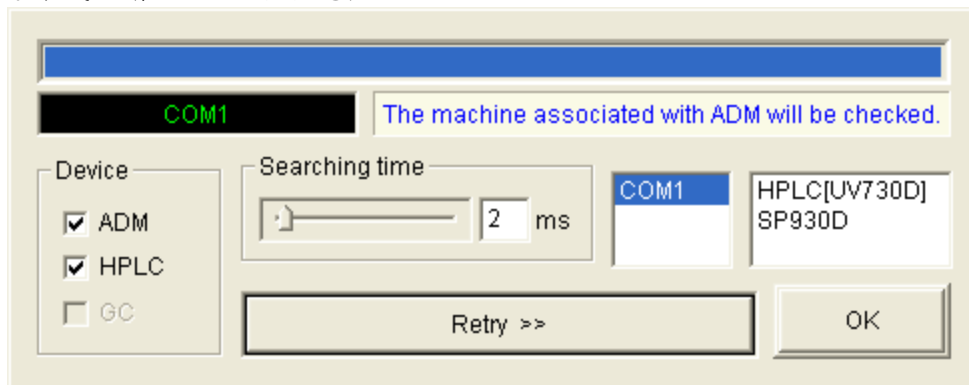 COM1
The machine associated with ADM will be checked.
Device
ADM
HPLC
GC
Searching time
2 ms
COM1
HPLC[UV730D]
SP930D
Retry >>
OK